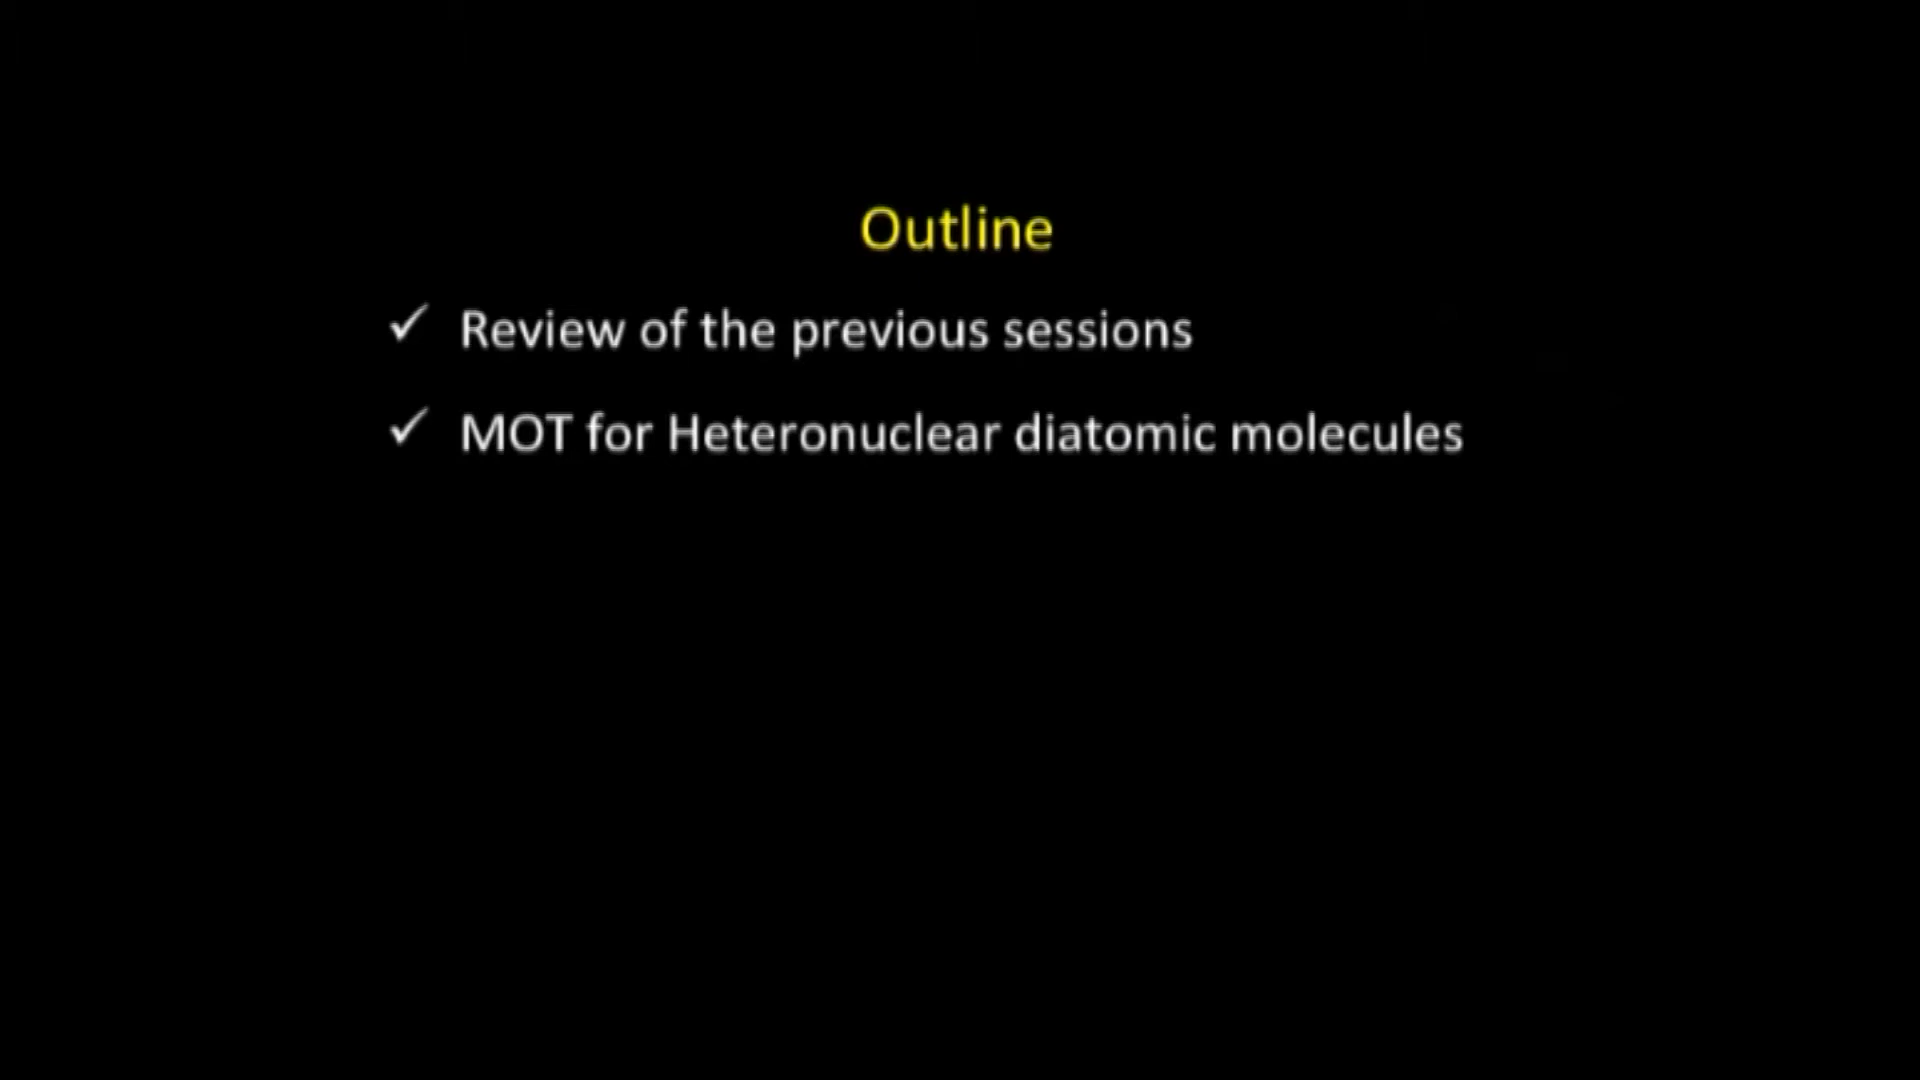 Outline
✓ Review of the previous sessions
✓ MOT for Heteronuclear diatomic molecules